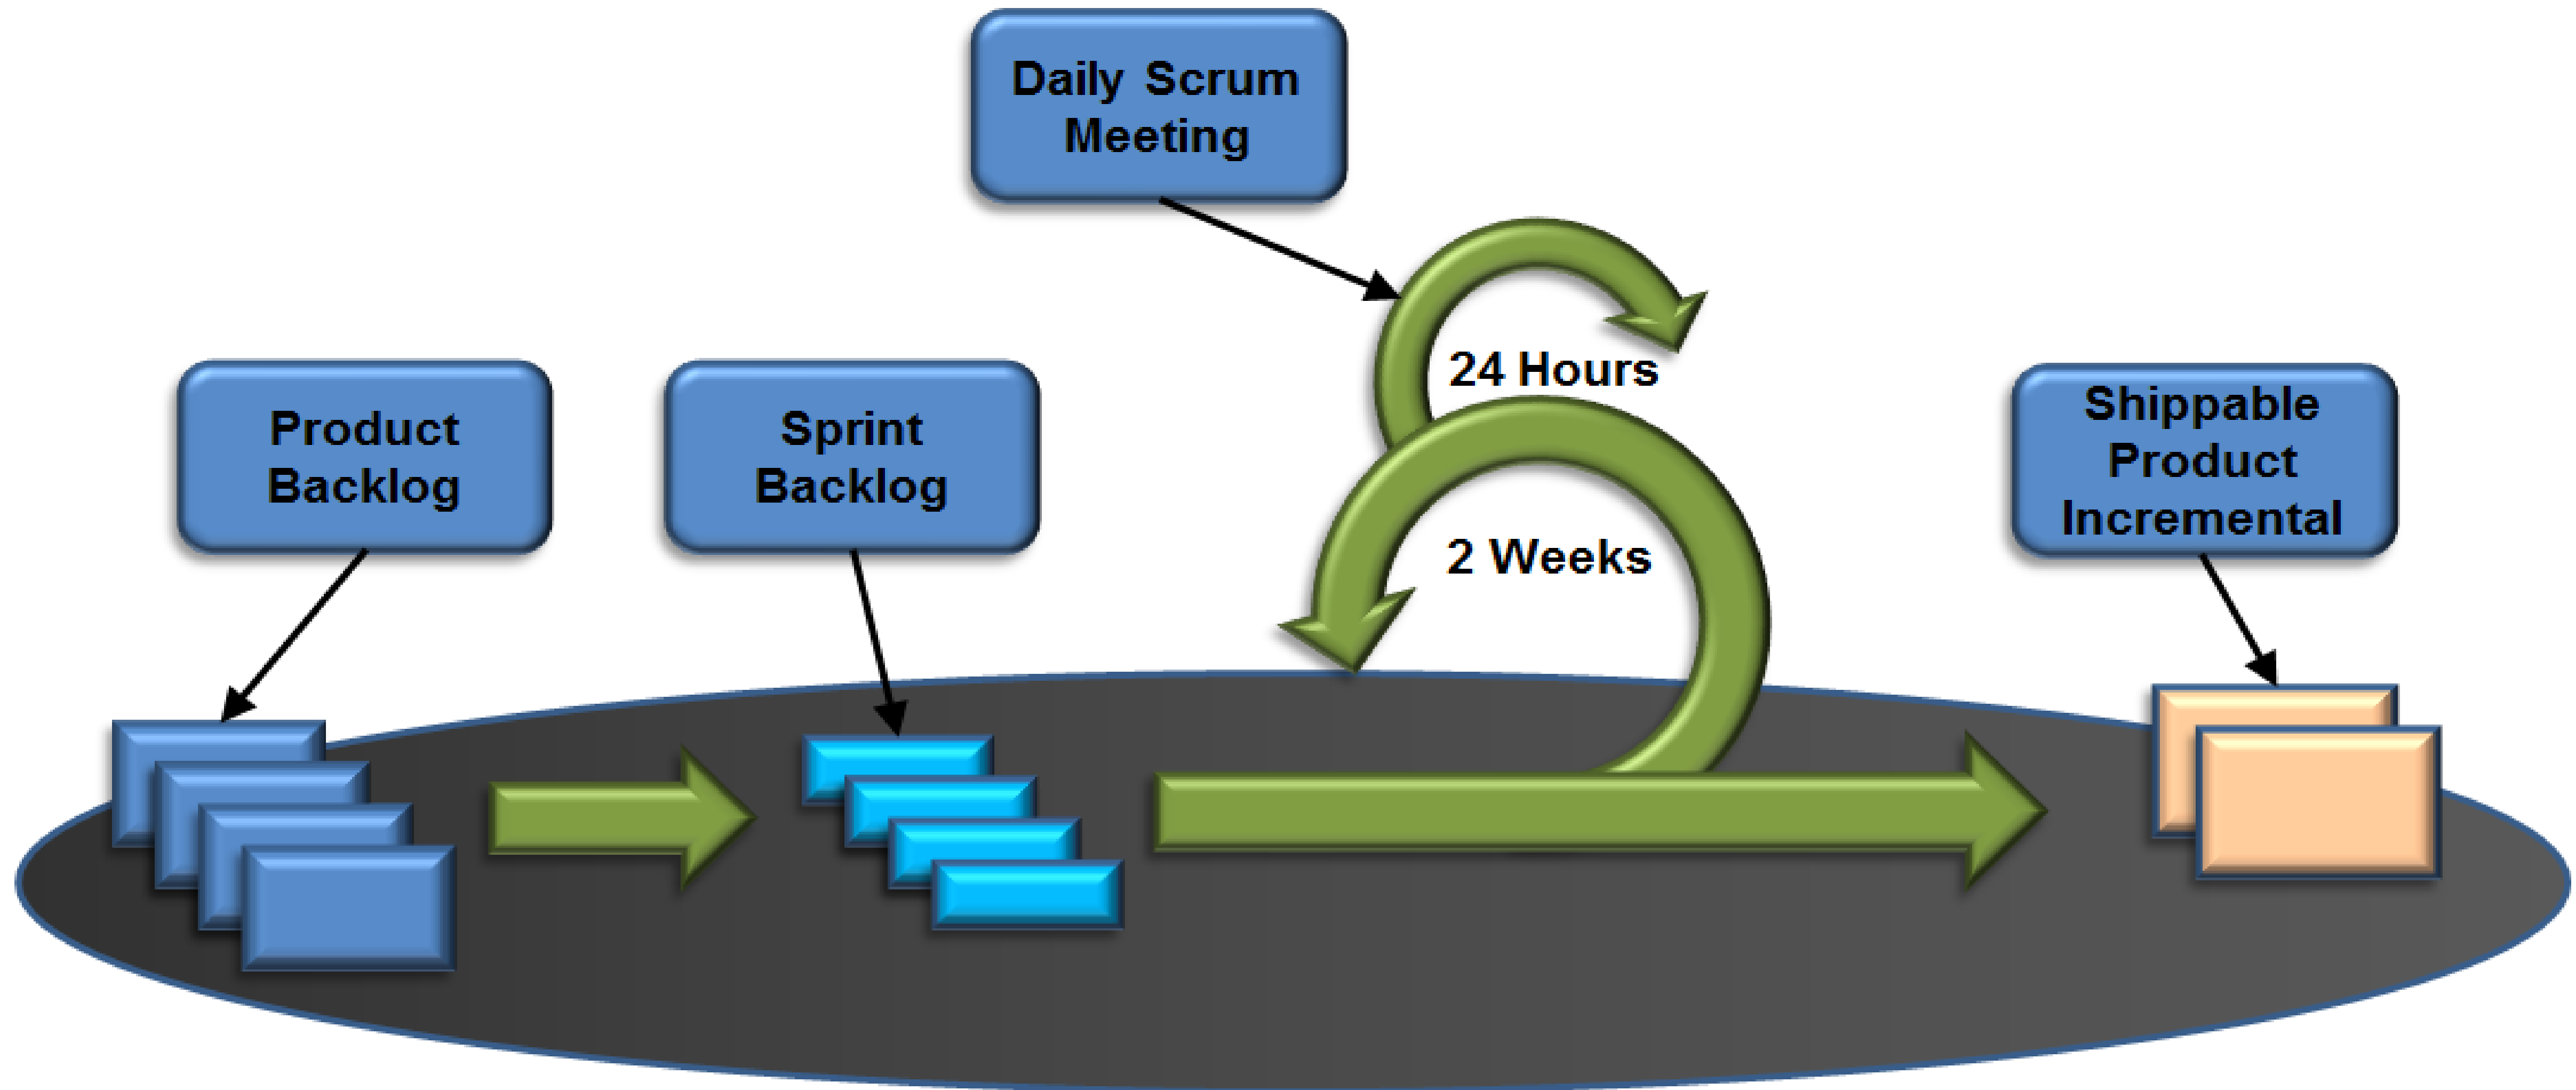 Daily Scrum
Meeting
24 Hours
Product
Backlog
Sprint
Backlog
2 Weeks
Shippable
Product
Incremental